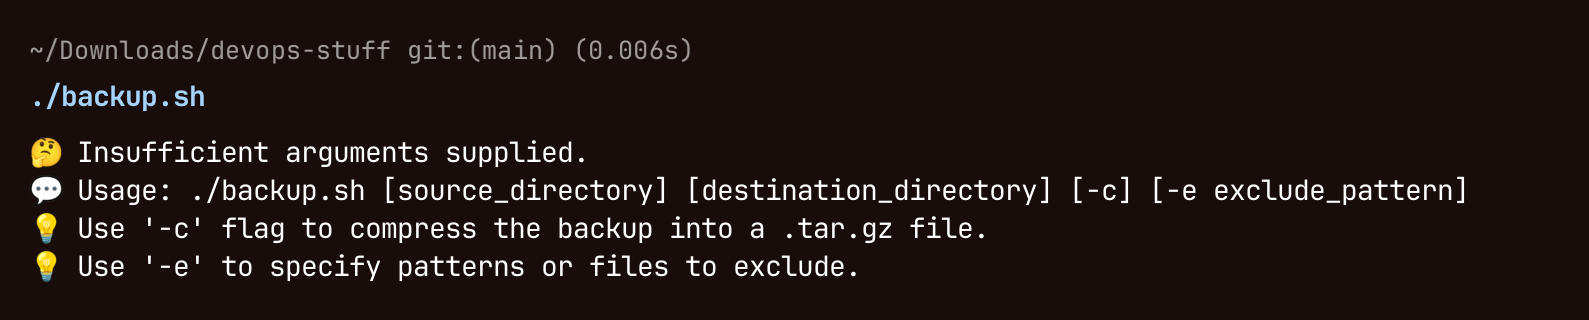 ~/Downloads/devops-stuff git:(main) (0.006s)
./backup.sh
🤔 Insufficient arguments supplied.
💬 Usage: ./backup.sh [source_directory] [destination_directory] [-c] [-e exclude_pattern]
💡 Use '-c' flag to compress the backup into a .tar.gz file.
💡 Use '-e' to specify patterns or files to exclude.